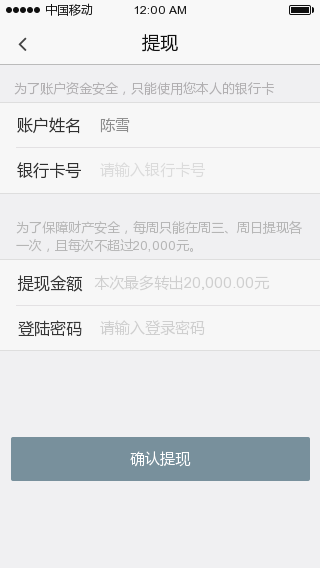 中国移动 12:00 AM
提现
为了账户资金安全，只能使用您本人的银行卡
账户姓名 陈雪
银行卡号 请输入银行卡号
为了保障财产安全，每周只能在周三、周日提现各
一次，且每次不超过20,000元。
提现金额 本次最多转出20,000.00元
登陆密码 请输入登录密码
确认提现